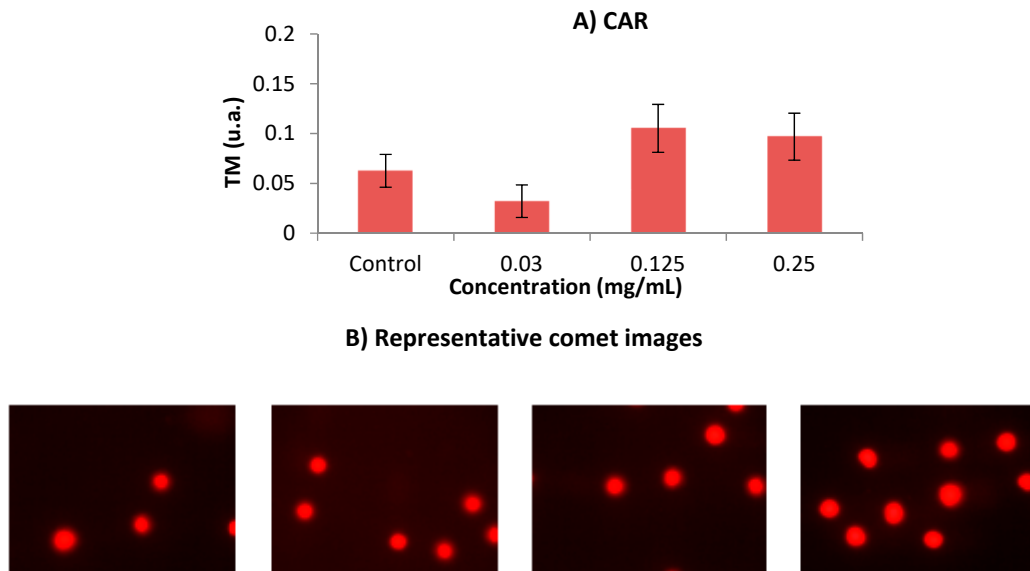 A) CAR
0.2
0.15
0.1
0.05
0
TM (u.a.)
Control 0.03 0.125 0.25
Concentration (mg/mL)
B) Representative comet images